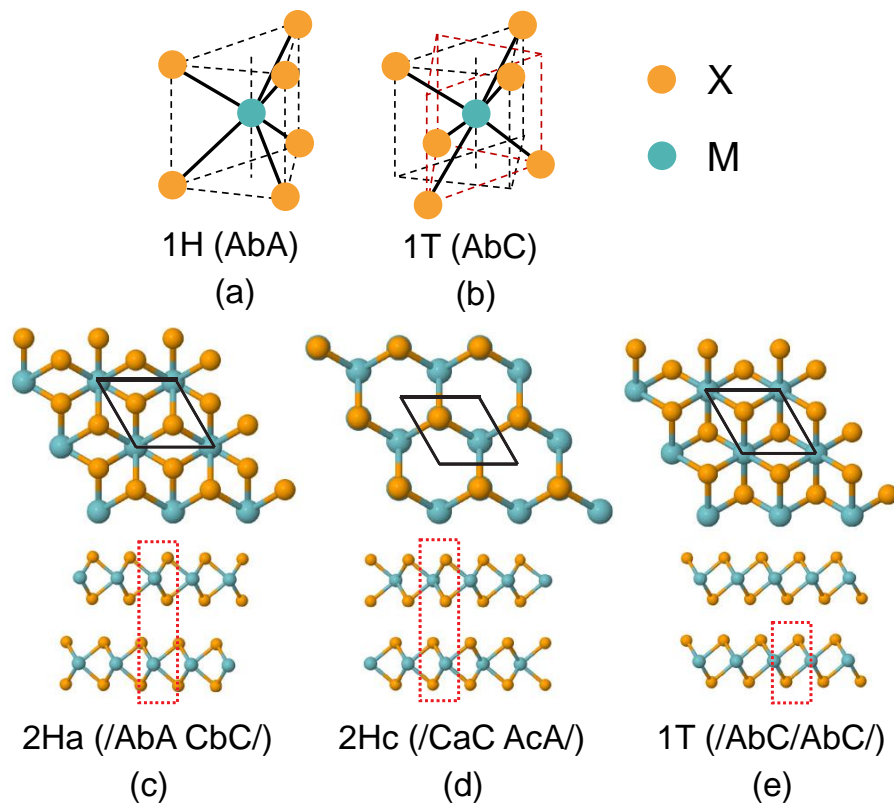 X
M
1H (AbA)
1T (AbC)
(a)
(b)
2Ha (/AbA CbC/)
2Hc (/CaC AcA/)
1T (/AbC/AbC/)
(c)
(d)
(e)